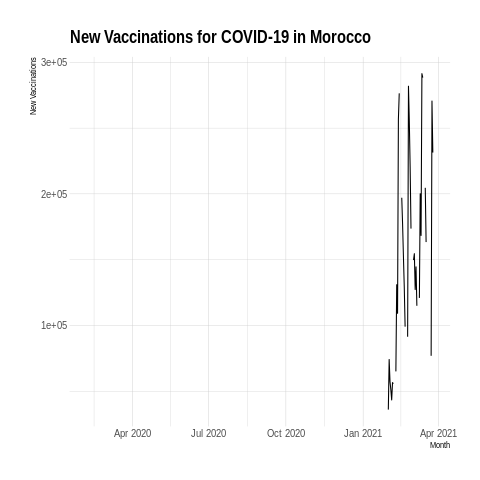 New Vaccinations for COVID-19 in Morocco
New Vaccinations
3e+05
2e+05
1e+05
Apr 2020 Jul 2020 Oct 2020 Jan 2021 Apr 2021
Month